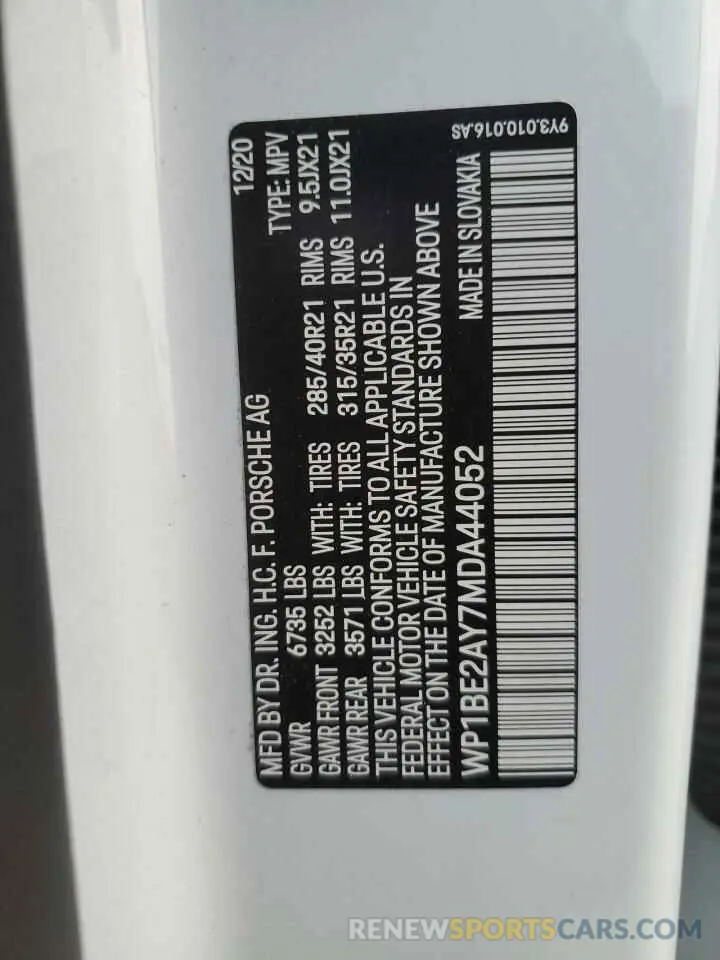 MFD BY DR. ING. H.C. F. PORSCHE AG 12/20
GVWR 6735 LBS TYPE: MPV
GAWR FRONT 3252 LBS WITH: TIRES 285/40R21 RIMS 9.5JX21
GAWR REAR 3571 LBS WITH: TIRES 315/35R21 RIMS 11.0JX21
THIS VEHICLE CONFORMS TO ALL APPLICABLE U.S.
FEDERAL MOTOR VEHICLE SAFETY STANDARDS IN
EFFECT ON THE DATE OF MANUFACTURE SHOWN ABOVE
WP1BE2AY7MDA44052 MADE IN SLOVAKIA
9Y3.010.016.AS
RENEWSPORTSCARS.COM